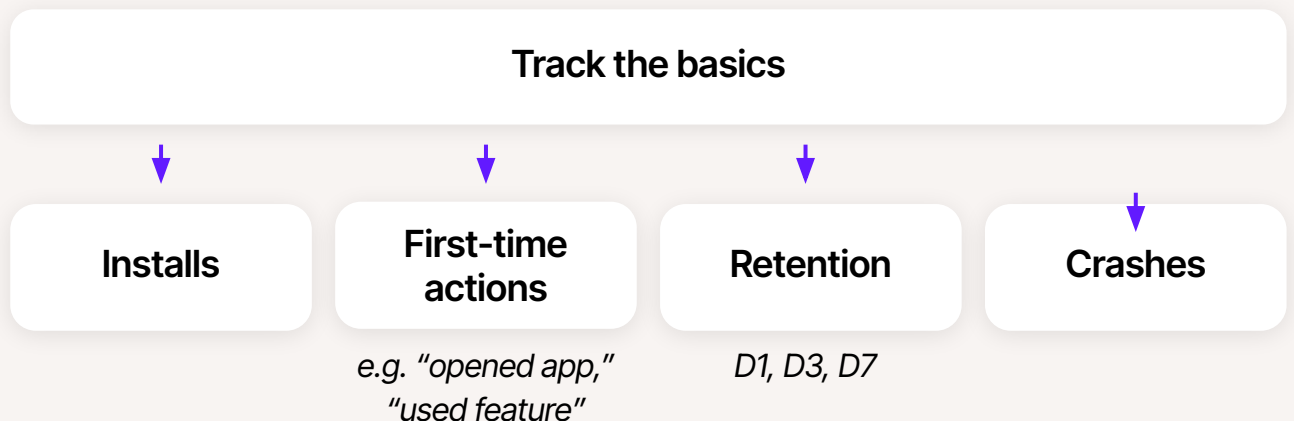 Track the basics
Installs
First-time
actions
Retention
Crashes
e.g. “opened app,”
“used feature”
D1, D3, D7